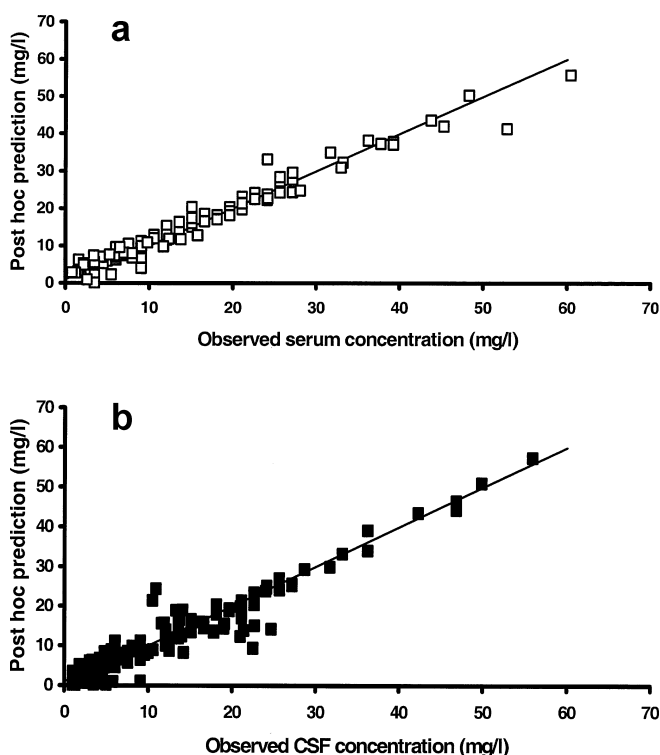 a
Post hoc prediction (mg/l)
70
60
50
40
30
20
10
0
0 10 20 30 40 50 60 70
Observed serum concentration (mg/l)
b
Post hoc prediction (mg/l)
70
60
50
40
30
20
10
0
0 10 20 30 40 50 60 70
Observed CSF concentration (mg/l)